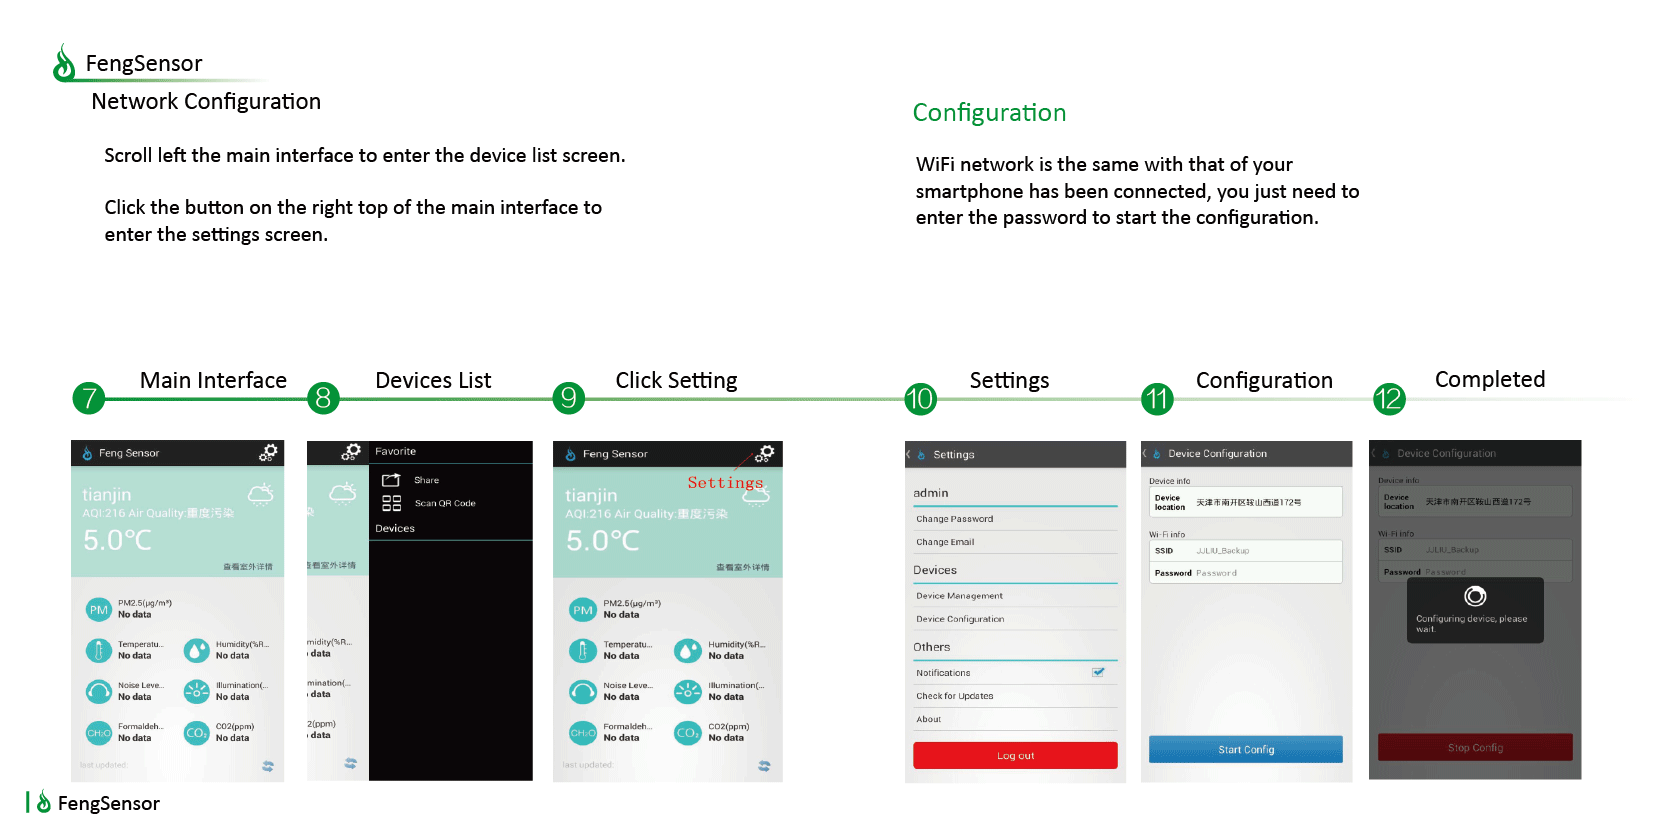 FengSensor
Network Configuration
Scroll left the main interface to enter the device list screen.
Click the button on the right top of the main interface to
enter the settings screen.
Configuration
WiFi network is the same with that of your
smartphone has been connected, you just need to
enter the password to start the configuration.
7 Main Interface
8 Devices List
9 Click Setting
10 Settings
11 Configuration
12 Completed
Feng Sensor
tianjin
AQI:216 Air Quality:重度污染
5.0℃
查看室外详情
PM
PM2.5(μg/m³)
No data
Temperatu...
No data
Humidity(%R...
No data
Noise Leve...
No data
Illumination(...
No data
CH₂O
Formaldeh...
No data
CO₂
CO2(ppm)
No data
last updated:
看室外详情
midity(%R...
data
mination(...
data
2(ppm)
data
Favorite
Share
Scan QR Code
Devices
Feng Sensor
Settings
tianjin
AQI:216 Air Quality:重度污染
5.0℃
查看室外详情
PM
PM2.5(μg/m³)
No data
Temperatu...
No data
Humidity(%R...
No data
Noise Leve...
No data
Illumination(...
No data
CH₂O
Formaldeh...
No data
CO₂
CO2(ppm)
No data
last updated:
Settings
admin
Change Password
Change Email
Devices
Device Management
Device Configuration
Others
Notifications
Check for Updates
About
Log out
Device Configuration
Device info
Device
location
天津市南开区鞍山西道172号
Wi-Fi info
SSID JJLIU_Backup
Password Password
Start Config
Device Configuration
Device info
Device
location
天津市南开区鞍山西道172号
Wi-Fi info
SSID JJLIU_Backup
Password Password
Configuring device, please
wait.
Stop Config
FengSensor